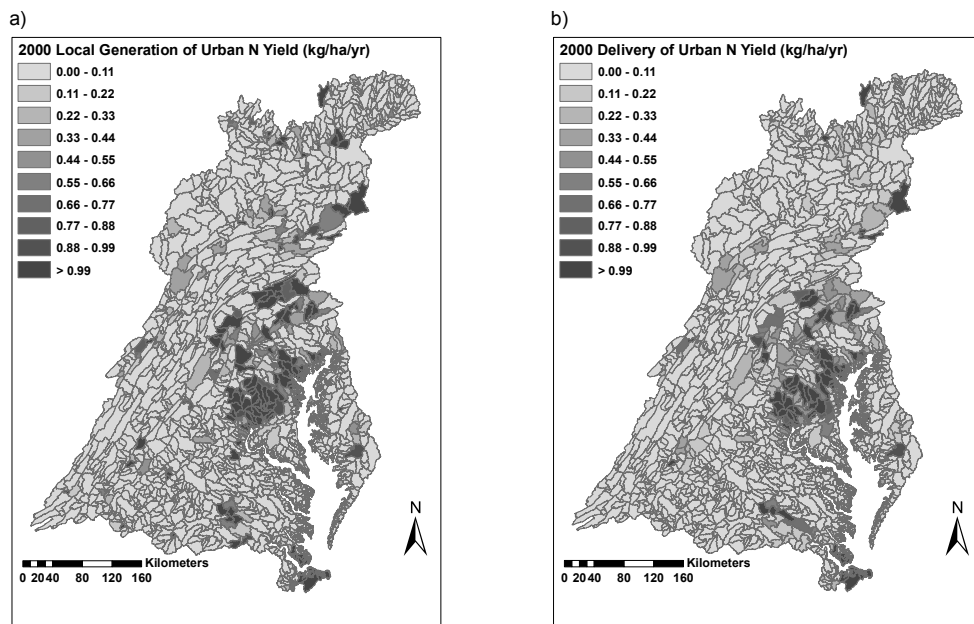 a)
2000 Local Generation of Urban N Yield (kg/ha/yr)
0.00 - 0.11
0.11 - 0.22
0.22 - 0.33
0.33 - 0.44
0.44 - 0.55
0.55 - 0.66
0.66 - 0.77
0.77 - 0.88
0.88 - 0.99
> 0.99
N
Kilometers
0 20 40 80 120 160
b)
2000 Delivery of Urban N Yield (kg/ha/yr)
0.00 - 0.11
0.11 - 0.22
0.22 - 0.33
0.33 - 0.44
0.44 - 0.55
0.55 - 0.66
0.66 - 0.77
0.77 - 0.88
0.88 - 0.99
> 0.99
N
Kilometers
0 20 40 80 120 160